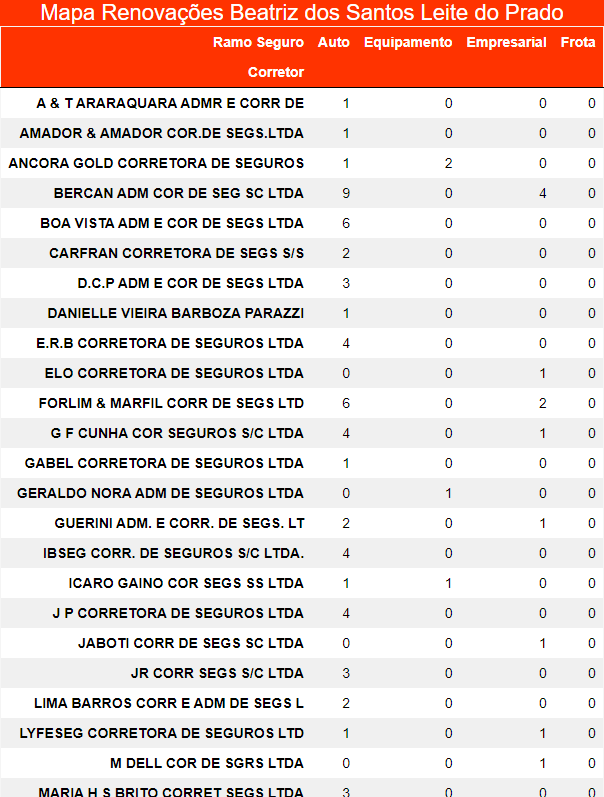 Mapa Renovações Beatriz dos Santos Leite do Prado
Ramo Seguro Auto Equipamento Empresarial Frota
Corretor
A & T ARARAQUARA ADMR E CORR DE 1 0 0 0
AMADOR & AMADOR COR.DE SEGS.LTDA 1 0 0 0
ANCORA GOLD CORRETORA DE SEGUROS 1 2 0 0
BERCAN ADM COR DE SEG SC LTDA 9 0 4 0
BOA VISTA ADM E COR DE SEGS LTDA 6 0 0 0
CARFRAN CORRETORA DE SEGS S/S 2 0 0 0
D.C.P ADM E COR DE SEGS LTDA 3 0 0 0
DANIELLE VIEIRA BARBOZA PARAZZI 1 0 0 0
E.R.B CORRETORA DE SEGUROS LTDA 4 0 0 0
ELO CORRETORA DE SEGUROS LTDA 0 0 1 0
FORLIM & MARFIL CORR DE SEGS LTD 6 0 2 0
G F CUNHA COR SEGUROS S/C LTDA 4 0 1 0
GABEL CORRETORA DE SEGUROS LTDA 1 0 0 0
GERALDO NORA ADM DE SEGUROS LTDA 0 1 0 0
GUERINI ADM. E CORR. DE SEGS. LT 2 0 1 0
IBSEG CORR. DE SEGUROS S/C LTDA. 4 0 0 0
ICARO GAINO COR SEGS SS LTDA 1 1 0 0
J P CORRETORA DE SEGUROS LTDA 4 0 0 0
JABOTI CORR DE SEGS SC LTDA 0 0 1 0
JR CORR SEGS S/C LTDA 3 0 0 0
LIMA BARROS CORR E ADM DE SEGS L 2 0 0 0
LYFESEG CORRETORA DE SEGUROS LTD 1 0 1 0
M DELL COR DE SGRS LTDA 0 0 1 0
MARIA H S BRITO CORRET SEGS LTDA 3 0 0 0